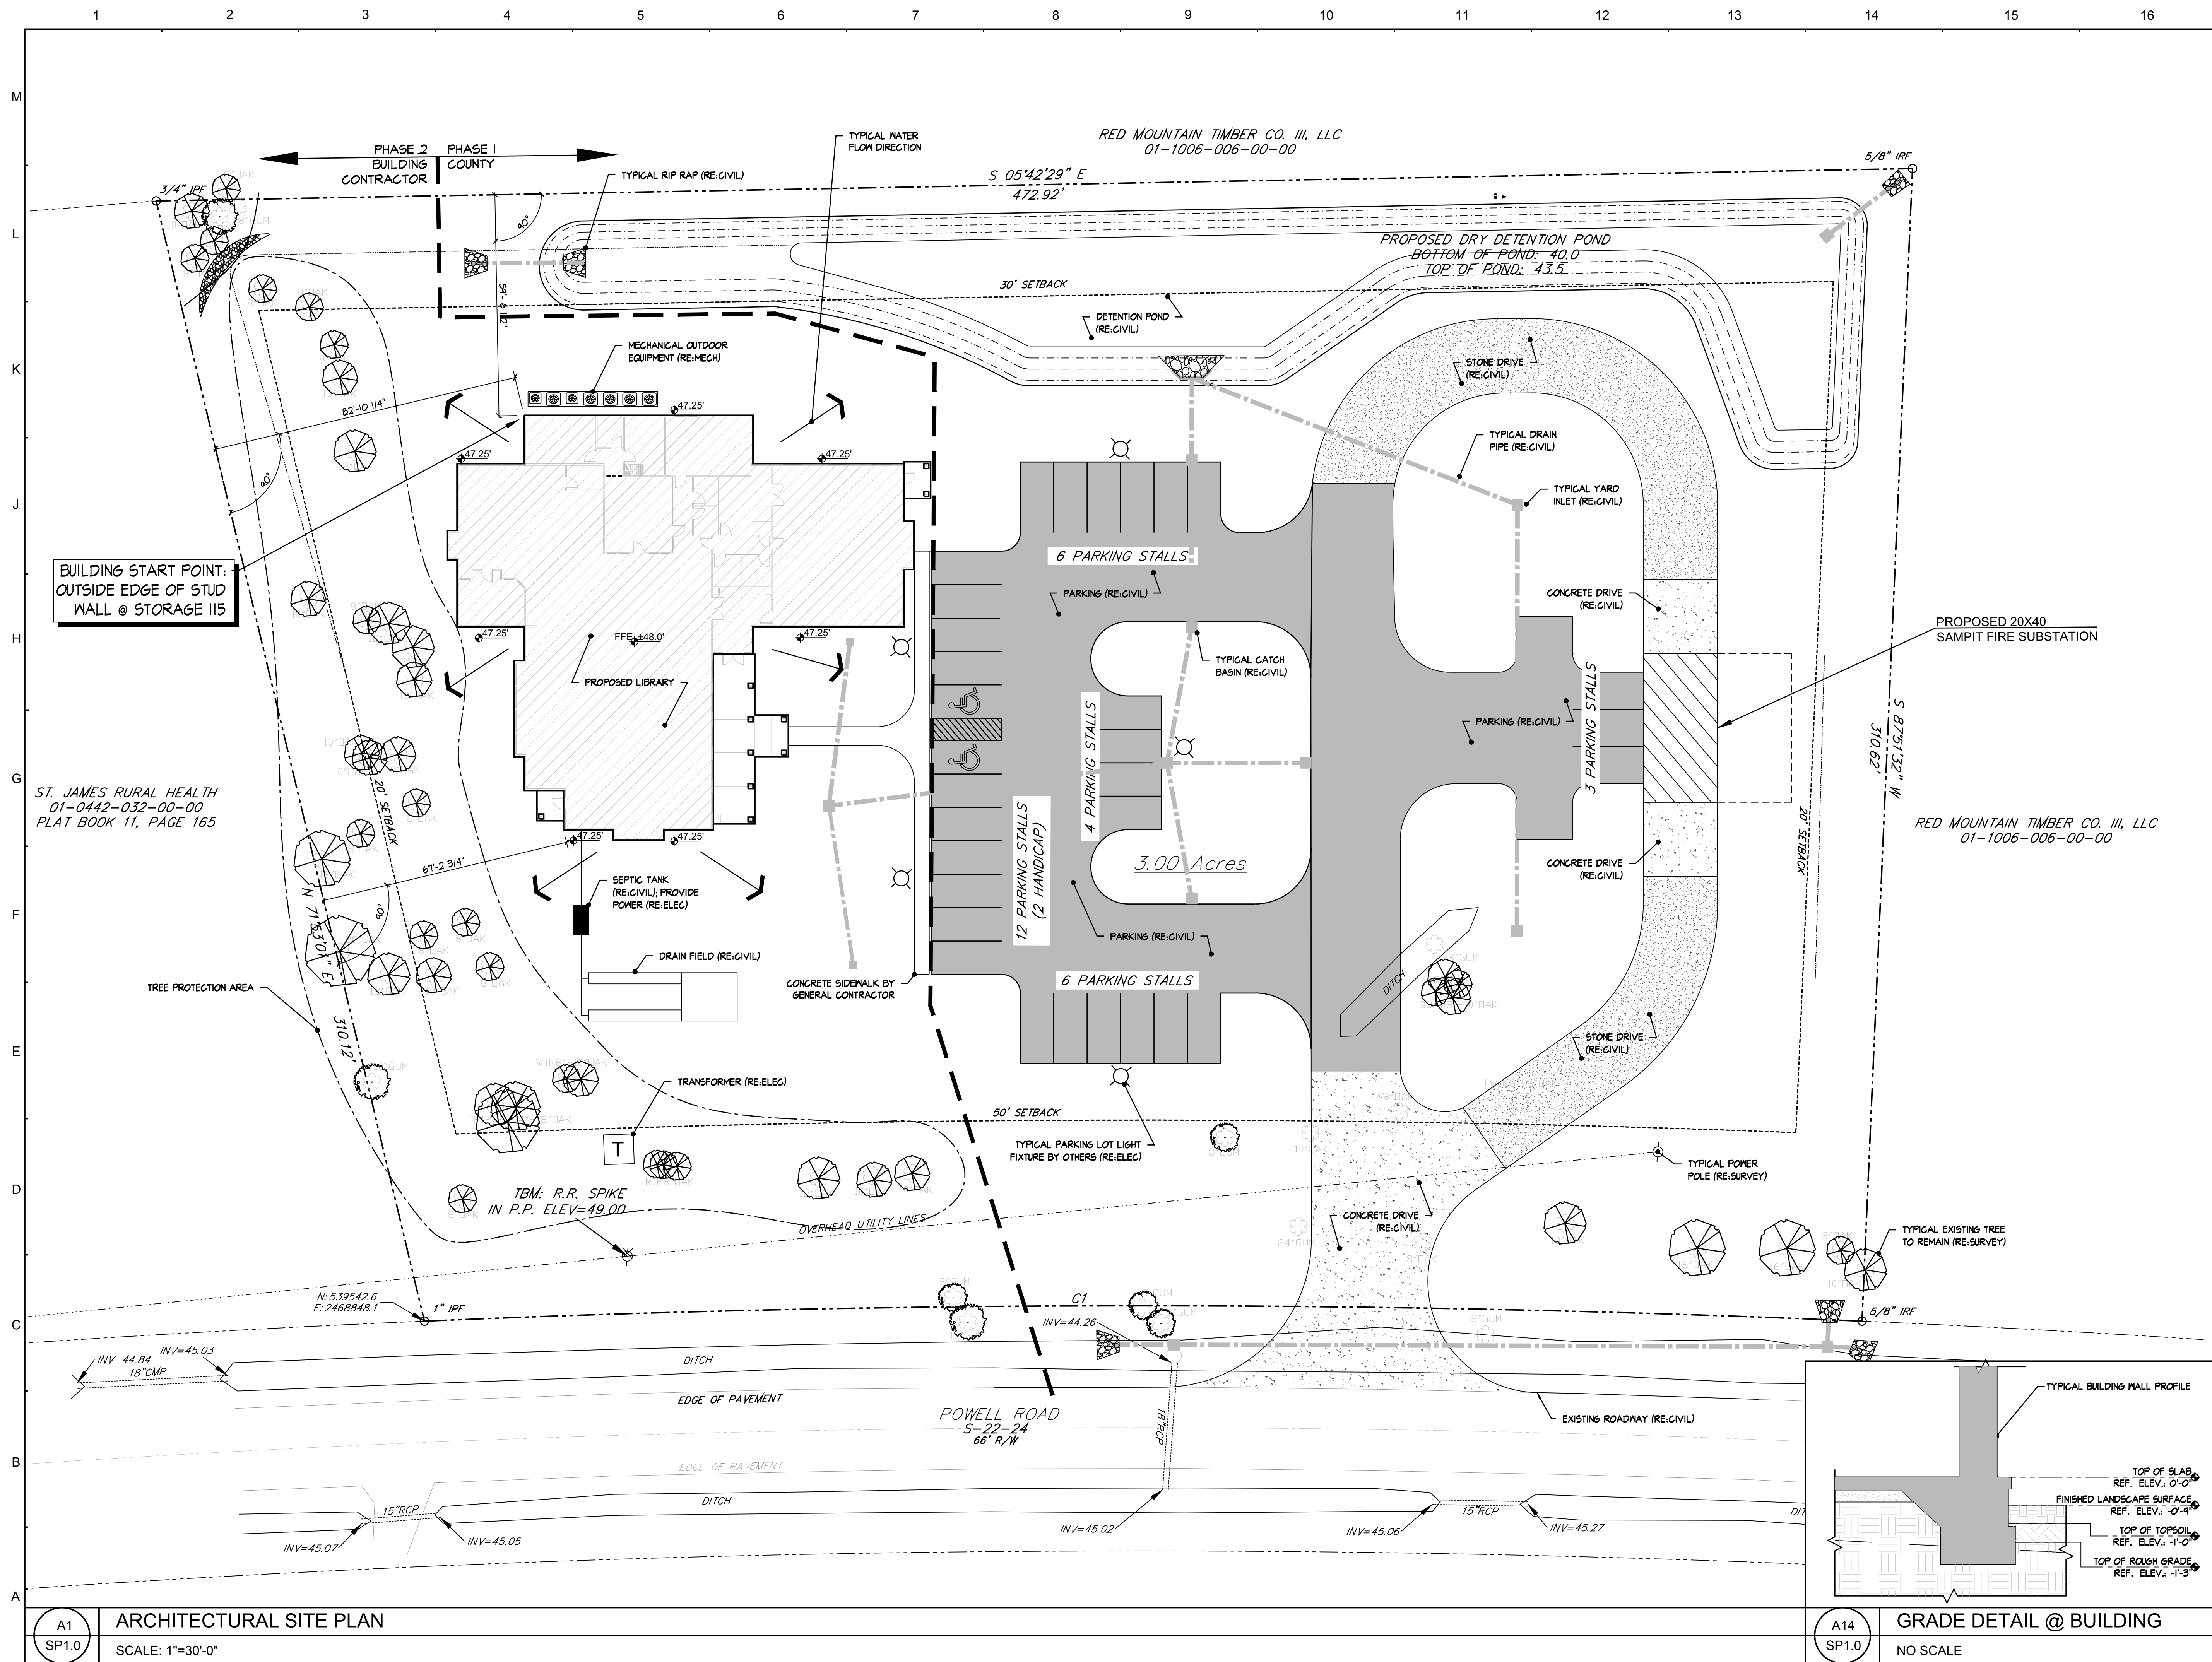 1 2 3 4 5 6 7 8 9 10 11 12 13 14 15 16
M
L
K
J
H
G
F
E
D
C
B
A
PHASE 2
BUILDING
CONTRACTOR
PHASE 1
COUNTY
TYPICAL WATER
FLOW DIRECTION
RED MOUNTAIN TIMBER CO. III, LLC
01-1006-006-00-00
5/8" IRF
3/4" IPF
TYPICAL RIP RAP (RE:CIVIL)
S 05°42'29" E
472.92'
90°
54'-6 1/2"
PROPOSED DRY DETENTION POND
BOTTOM OF POND: 40.0
TOP OF POND: 43.5
30' SETBACK
DETENTION POND
(RE:CIVIL)
MECHANICAL OUTDOOR
EQUIPMENT (RE:MECH)
STONE DRIVE
(RE:CIVIL)
82'-10 1/4"
47.25'
90°
47.25'
47.25'
TYPICAL DRAIN
PIPE (RE:CIVIL)
TYPICAL YARD
INLET (RE:CIVIL)
BUILDING START POINT:
OUTSIDE EDGE OF STUD
WALL @ STORAGE 115
6 PARKING STALLS
PARKING (RE:CIVIL)
CONCRETE DRIVE
(RE:CIVIL)
PROPOSED 20X40
SAMPIT FIRE SUBSTATION
47.25'
FFE ±48.0'
47.25'
TYPICAL CATCH
BASIN (RE:CIVIL)
PROPOSED LIBRARY
4 PARKING STALLS
PARKING (RE:CIVIL)
3 PARKING STALLS
S 87°51'32" W
310.62'
ST. JAMES RURAL HEALTH
01-0442-032-00-00
PLAT BOOK 11, PAGE 165
20' SETBACK
20' SETBACK
RED MOUNTAIN TIMBER CO. III, LLC
01-1006-006-00-00
47.25'
47.25'
67'-2 3/4"
90°
12 PARKING STALLS
(2 HANDICAP)
3.00 Acres
CONCRETE DRIVE
(RE:CIVIL)
SEPTIC TANK
(RE:CIVIL); PROVIDE
POWER (RE:ELEC)
N 71°53'01" E
310.12
PARKING (RE:CIVIL)
DRAIN FIELD (RE:CIVIL)
TREE PROTECTION AREA
CONCRETE SIDEWALK BY
GENERAL CONTRACTOR
6 PARKING STALLS
DITCH
STONE DRIVE
(RE:CIVIL)
TRANSFORMER (RE:ELEC)
T
50' SETBACK
TYPICAL PARKING LOT LIGHT
FIXTURE BY OTHERS (RE:ELEC)
TYPICAL POWER
POLE (RE:SURVEY)
TBM: R.R. SPIKE
IN P.P. ELEV=49.00
OVERHEAD UTILITY LINES
CONCRETE DRIVE
(RE:CIVIL)
24"GUM
TYPICAL EXISTING TREE
TO REMAIN (RE:SURVEY)
N: 539542.6
E: 2468848.1
1" IPF
C1
8"GUM
5/8" IRF
INV=44.26
INV=44.84
INV=45.03
18"CMP
DITCH
EDGE OF PAVEMENT
POWELL ROAD
S-22-24
66' R/W
18"RCP
EXISTING ROADWAY (RE:CIVIL)
EDGE OF PAVEMENT
DITCH
15"RCP
INV=45.07
INV=45.05
INV=45.02
INV=45.06
15"RCP
INV=45.27
TYPICAL BUILDING WALL PROFILE
TOP OF SLAB
REF. ELEV.: 0'-0"
FINISHED LANDSCAPE SURFACE
REF. ELEV.: -0'-9"
TOP OF TOPSOIL
REF. ELEV.: -1'-0"
TOP OF ROUGH GRADE
REF. ELEV.: -1'-3"
A1
SP1.0
ARCHITECTURAL SITE PLAN
SCALE: 1"=30'-0"
A14
SP1.0
GRADE DETAIL @ BUILDING
NO SCALE